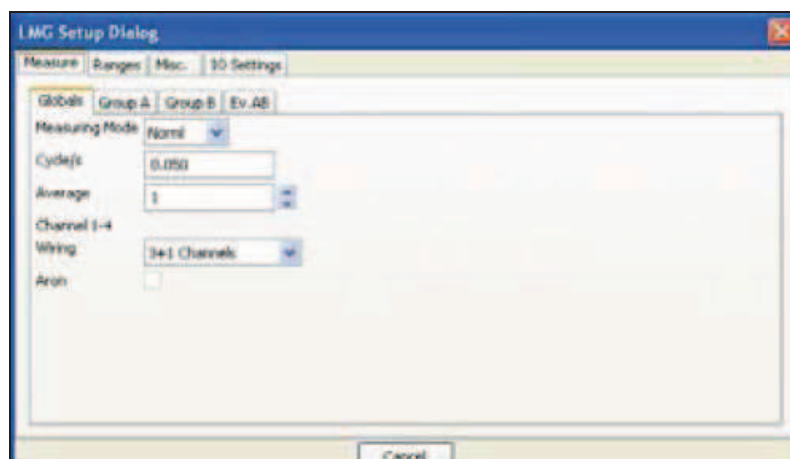 LMG Setup Dialog
Measure Ranges Misc. IO Settings
Globals Group A Group B Ev.AB
Measuring Mode Norml
Cycle/s 0.050
Average 1
Channel 1-4
Wiring 3+1 Channels
Aron
Cancel